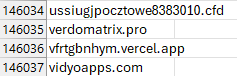 146034 ussiugjpocztowe8383010.cfd
146035 verdomatrix.pro
146036 vfrtgbnhym.vercel.app
146037 vidyoapps.com